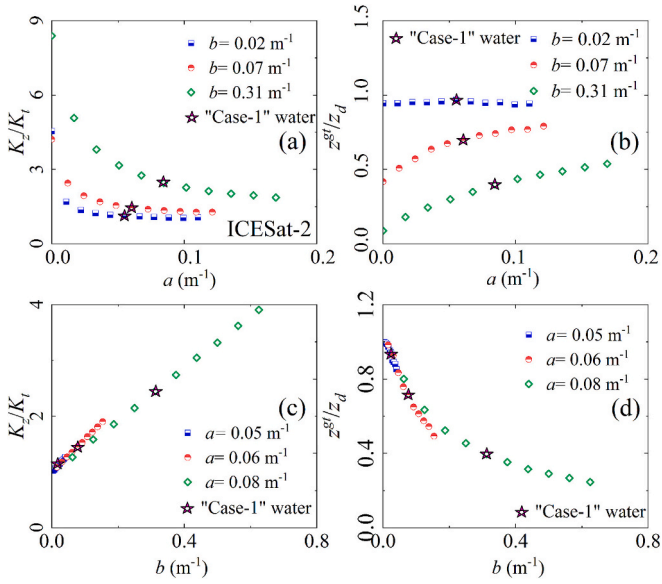 9
6
3
0
K_z/K_t
b= 0.02 m⁻¹
b= 0.07 m⁻¹
b= 0.31 m⁻¹
"Case-1" water
(a)
ICESat-2
0.0 0.1 0.2
a (m⁻¹)
1.5
1.0
0.5
0.0
z^gt/z_d
"Case-1" water
b= 0.02 m⁻¹
b= 0.07 m⁻¹
b= 0.31 m⁻¹
(b)
0.0 0.1 0.2
a (m⁻¹)
4
2
0
K_z/K_t
(c)
a= 0.05 m⁻¹
a= 0.06 m⁻¹
a= 0.08 m⁻¹
"Case-1" water
0.0 0.4 0.8
b (m⁻¹)
1.2
0.8
0.4
0.0
z^gt/z_d
a= 0.05 m⁻¹
a= 0.06 m⁻¹
a= 0.08 m⁻¹
(d)
"Case-1" water
0.0 0.4 0.8
b (m⁻¹)